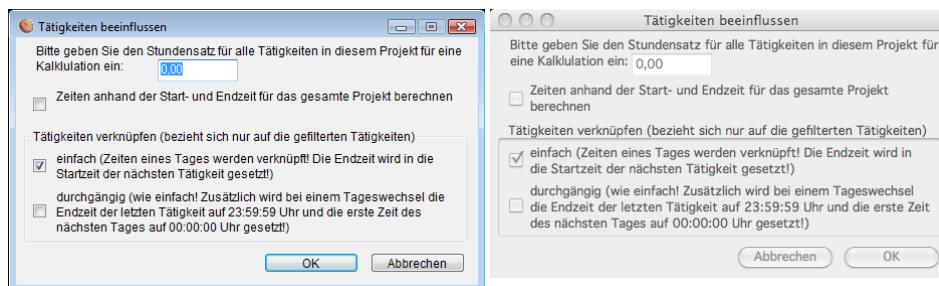 Tätigkeiten beeinflussen
Bitte geben Sie den Stundensatz für alle Tätigkeiten in diesem Projekt für eine
Kalklulation ein: 0,00
Zeiten anhand der Start- und Endzeit für das gesamte Projekt berechnen
Tätigkeiten verknüpfen (bezieht sich nur auf die gefilterten Tätigkeiten)
einfach (Zeiten eines Tages werden verknüpft! Die Endzeit wird in die
Startzeit der nächsten Tätigkeit gesetzt!)
durchgängig (wie einfach! Zusätzlich wird bei einem Tageswechsel die
Endzeit der letzten Tätigkeit auf 23:59:59 Uhr und die erste Zeit des
nächsten Tages auf 00:00:00 Uhr gesetzt!)
OK Abbrechen
Tätigkeiten beeinflussen
Bitte geben Sie den Stundensatz für alle Tätigkeiten in diesem Projekt für
eine Kalklulation ein: 0,00
Zeiten anhand der Start- und Endzeit für das gesamte Projekt
berechnen
Tätigkeiten verknüpfen (bezieht sich nur auf die gefilterten Tätigkeiten)
einfach (Zeiten eines Tages werden verknüpft! Die Endzeit wird in
die Startzeit der nächsten Tätigkeit gesetzt!)
durchgängig (wie einfach! Zusätzlich wird bei einem Tageswechsel
die Endzeit der letzten Tätigkeit auf 23:59:59 Uhr und die erste Zeit
des nächsten Tages auf 00:00:00 Uhr gesetzt!)
Abbrechen OK